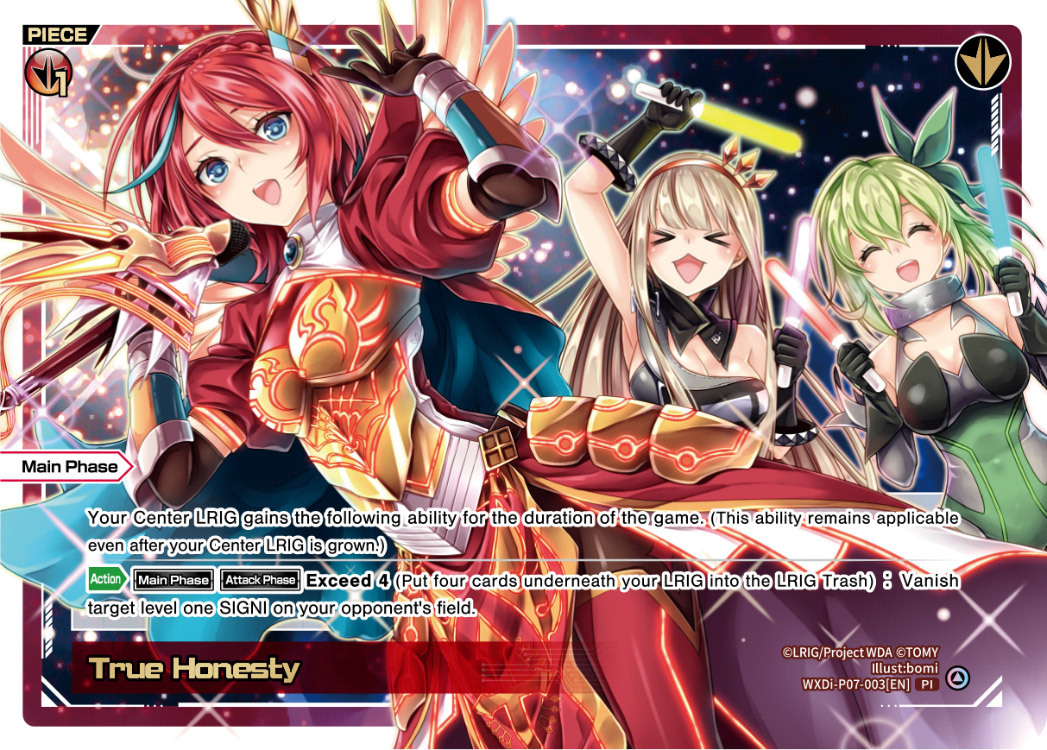 PIECE
1
Main Phase
Your Center LRIG gains the following ability for the duration of the game. (This ability remains applicable
even after your Center LRIG is grown.)
Action Main Phase Attack Phase Exceed 4 (Put four cards underneath your LRIG into the LRIG Trash) : Vanish
target level one SIGNI on your opponent's field.
True Honesty
©LRIG/Project WDA ©TOMY
Illust:bomi
WXDi-P07-003[EN] PI